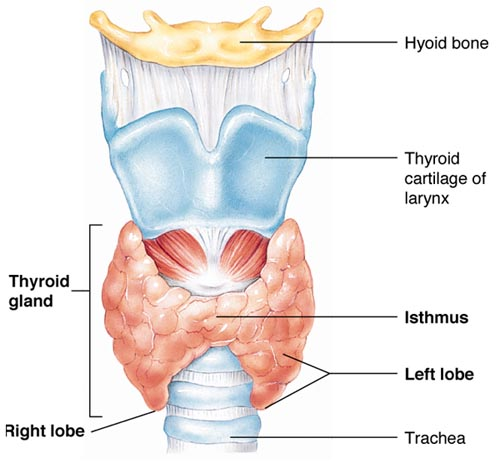 Hyoid bone
Thyroid
cartilage of
larynx
Thyroid
gland
Isthmus
Left lobe
Right lobe
Trachea